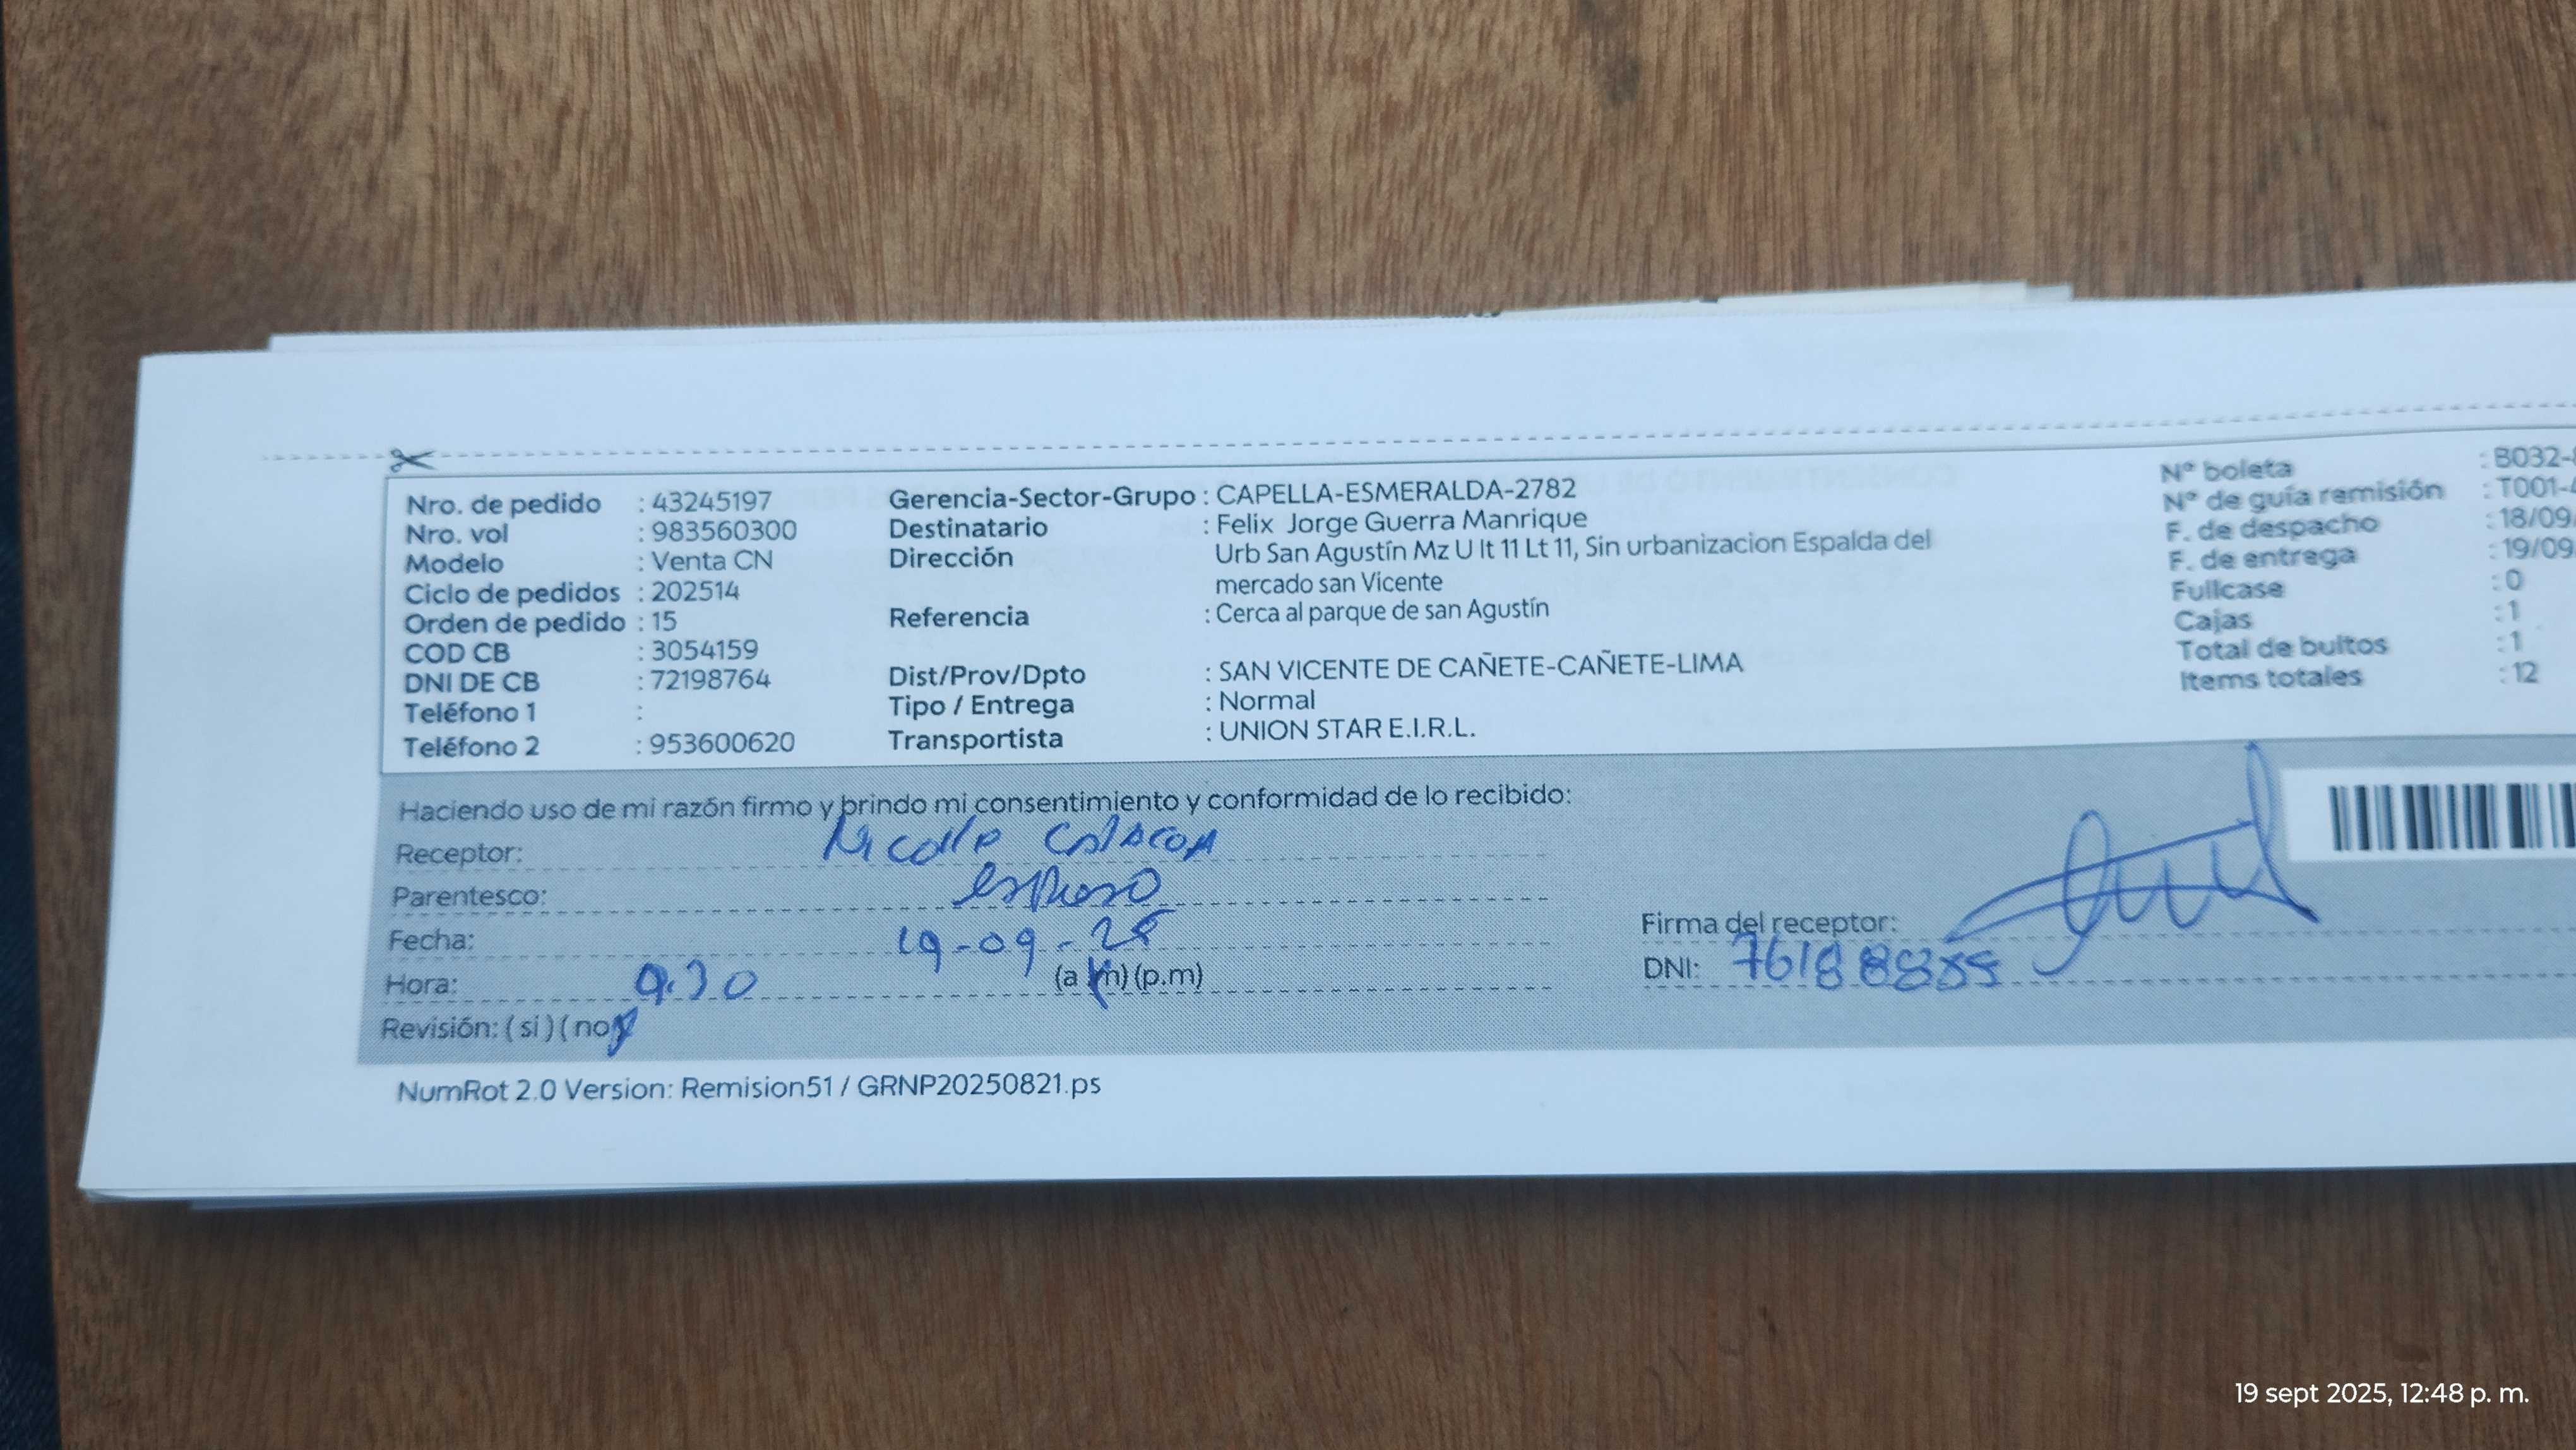 Nro. de pedido : 43245197
Nro. vol : 983560300
Modelo : Venta CN
Ciclo de pedidos : 202514
Orden de pedido : 15
COD CB : 3054159
DNI DE CB : 72198764
Teléfono 1 :
Teléfono 2 : 953600620
Gerencia-Sector-Grupo : CAPELLA-ESMERALDA-2782
Destinatario : Felix Jorge Guerra Manrique
Dirección Urb San Agustín Mz U lt 11 Lt 11, Sin urbanizacion Espalda del
mercado san Vicente
Referencia : Cerca al parque de san Agustín
Dist/Prov/Dpto : SAN VICENTE DE CAÑETE-CAÑETE-LIMA
Tipo / Entrega : Normal
Transportista : UNION STAR E.I.R.L.
Nº boleta : B032-
Nº de guía remisión : T001-
F. de despacho : 18/09
F. de entrega : 19/09
Fullcase : 0
Cajas : 1
Total de bultos : 1
Items totales : 12
Haciendo uso de mi razón firmo y brindo mi consentimiento y conformidad de lo recibido:
Receptor:
Parentesco: esposo
Fecha: 19-09-25
Hora: 9.30 (a.m) (p.m)
Revisión: ( si ) ( no )
Firma del receptor:
DNI:
NumRot 2.0 Version: Remision51 / GRNP20250821.ps
19 sept 2025, 12:48 p. m.